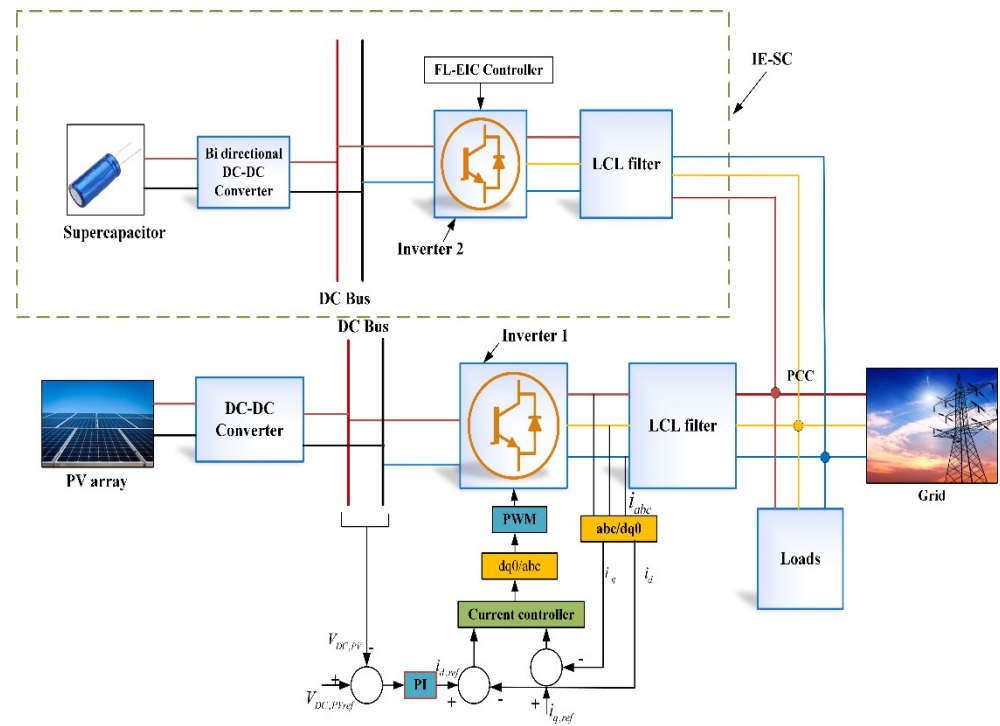 FL-EIC Controller
IE-SC
Bi directional
DC-DC
Converter
LCL filter
Supercapacitor
Inverter 2
DC Bus
DC Bus
Inverter 1
PCC
DC-DC
Converter
LCL filter
PV array
Grid
i_abc
PWM
abc/dq0
Loads
dq0/abc
i_q
i_d
Current controller
V_DC,PV
-
-
i_d,ref
+
PI
V_DC,PVref
+
-
+
i_q,ref